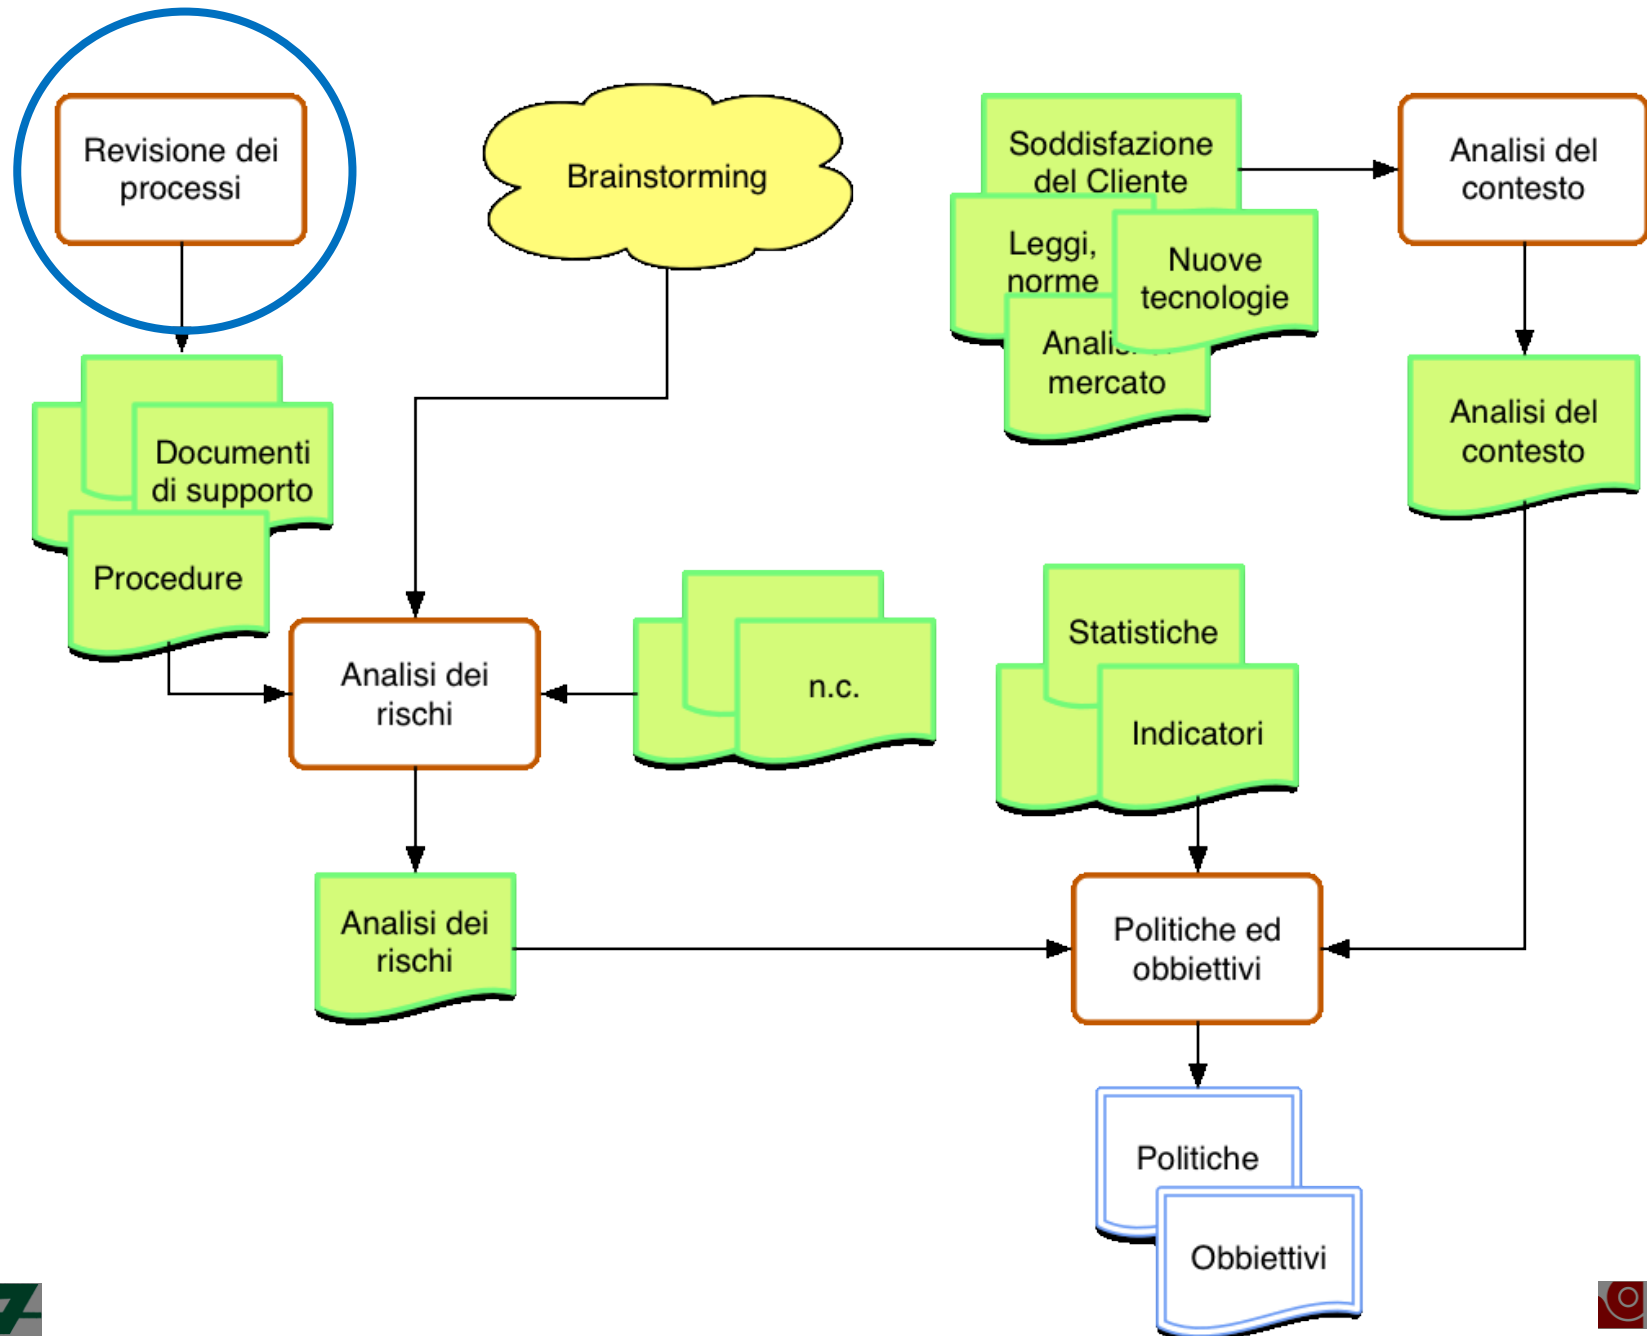 Revisione dei
processi
Brainstorming
Soddisfazione
del Cliente
Leggi,
norme
Nuove
tecnologie
mercato
Analisi del
contesto
Analisi del
contesto
Documenti
di supporto
Procedure
Analisi dei
rischi
n.c.
Statistiche
Indicatori
Analisi dei
rischi
Politiche ed
obbiettivi
Politiche
Obbiettivi